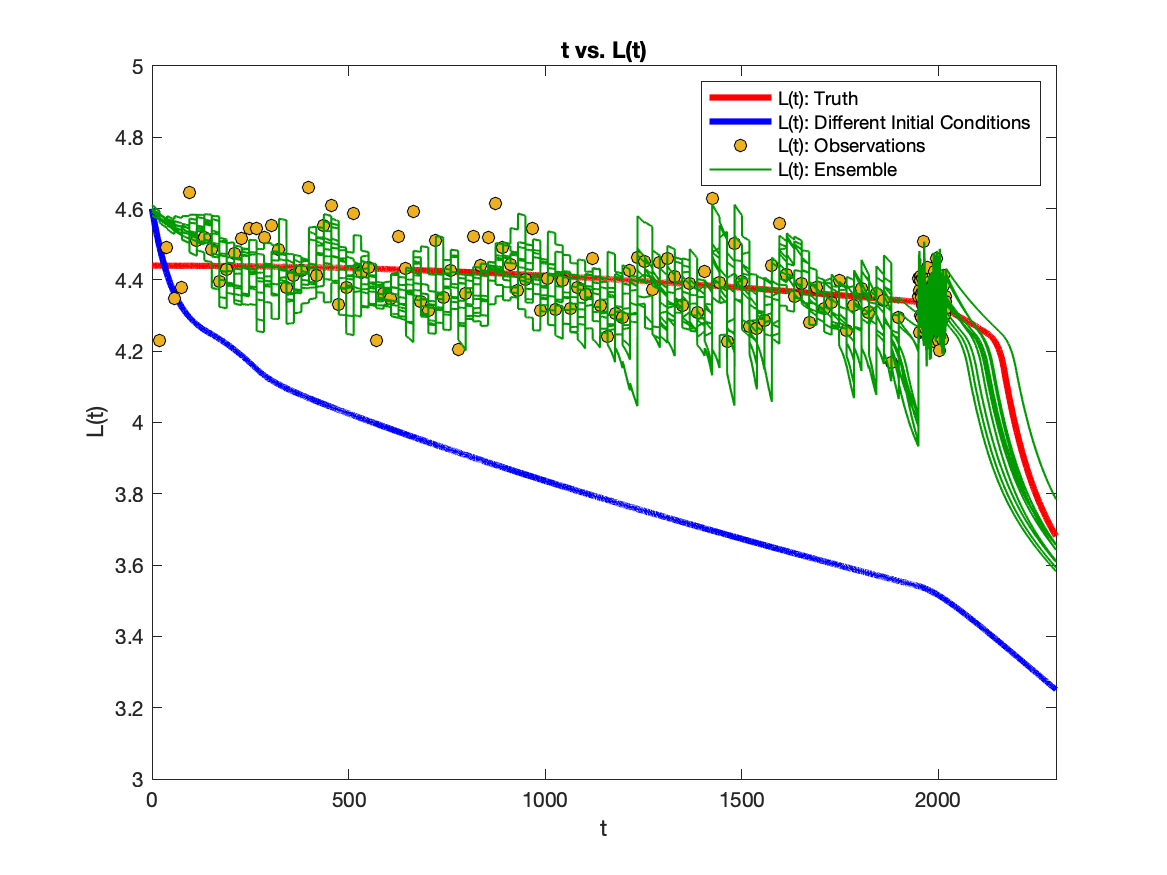 t vs. L(t)
L(t): Truth
L(t): Different Initial Conditions
L(t): Observations
L(t): Ensemble
L(t)
5
4.8
4.6
4.4
4.2
4
3.8
3.6
3.4
3.2
3
0 500 1000 1500 2000
t